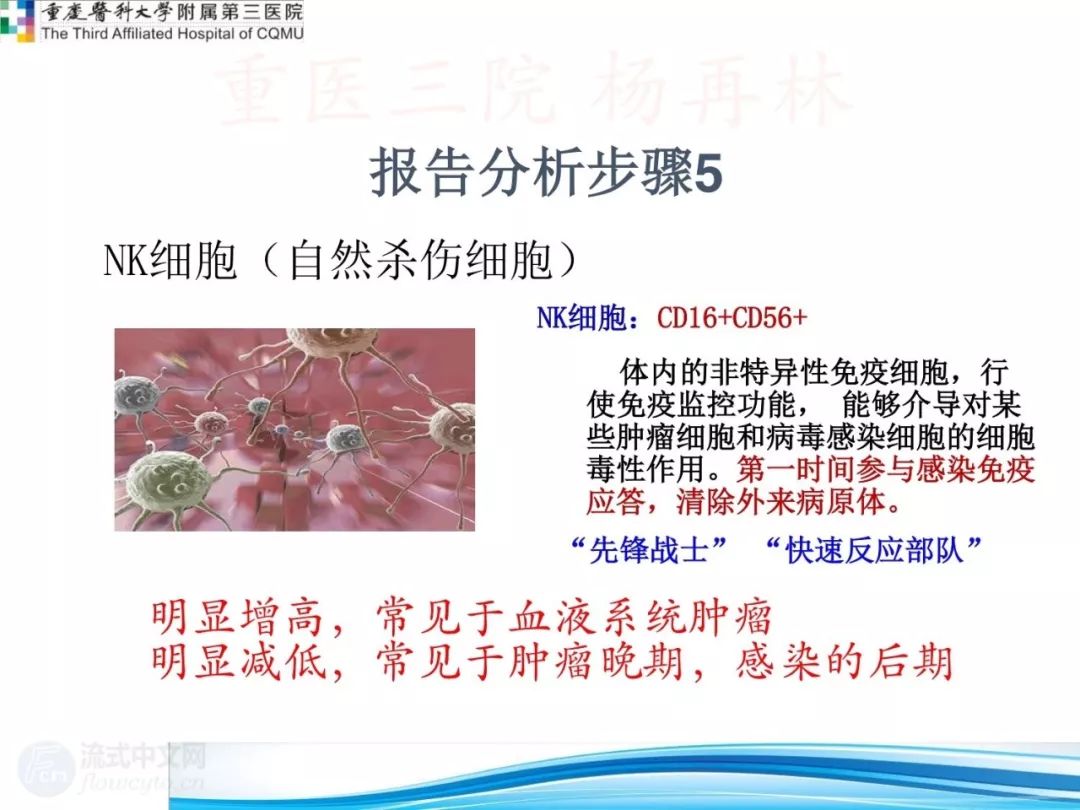 重庆医科大学附属第三医院
The Third Affiliated Hospital of CQMU
重医三院 杨再林
报告分析步骤5
NK细胞（自然杀伤细胞）
NK细胞：CD16+CD56+
体内的非特异性免疫细胞，行
使免疫监控功能， 能够介导对某
些肿瘤细胞和病毒感染细胞的细胞
毒性作用。第一时间参与感染免疫
应答，清除外来病原体。
“先锋战士” “快速反应部队”
明显增高，常见于血液系统肿瘤
明显减低，常见于肿瘤晚期，感染的后期
流式中文网
flowcyto.cn